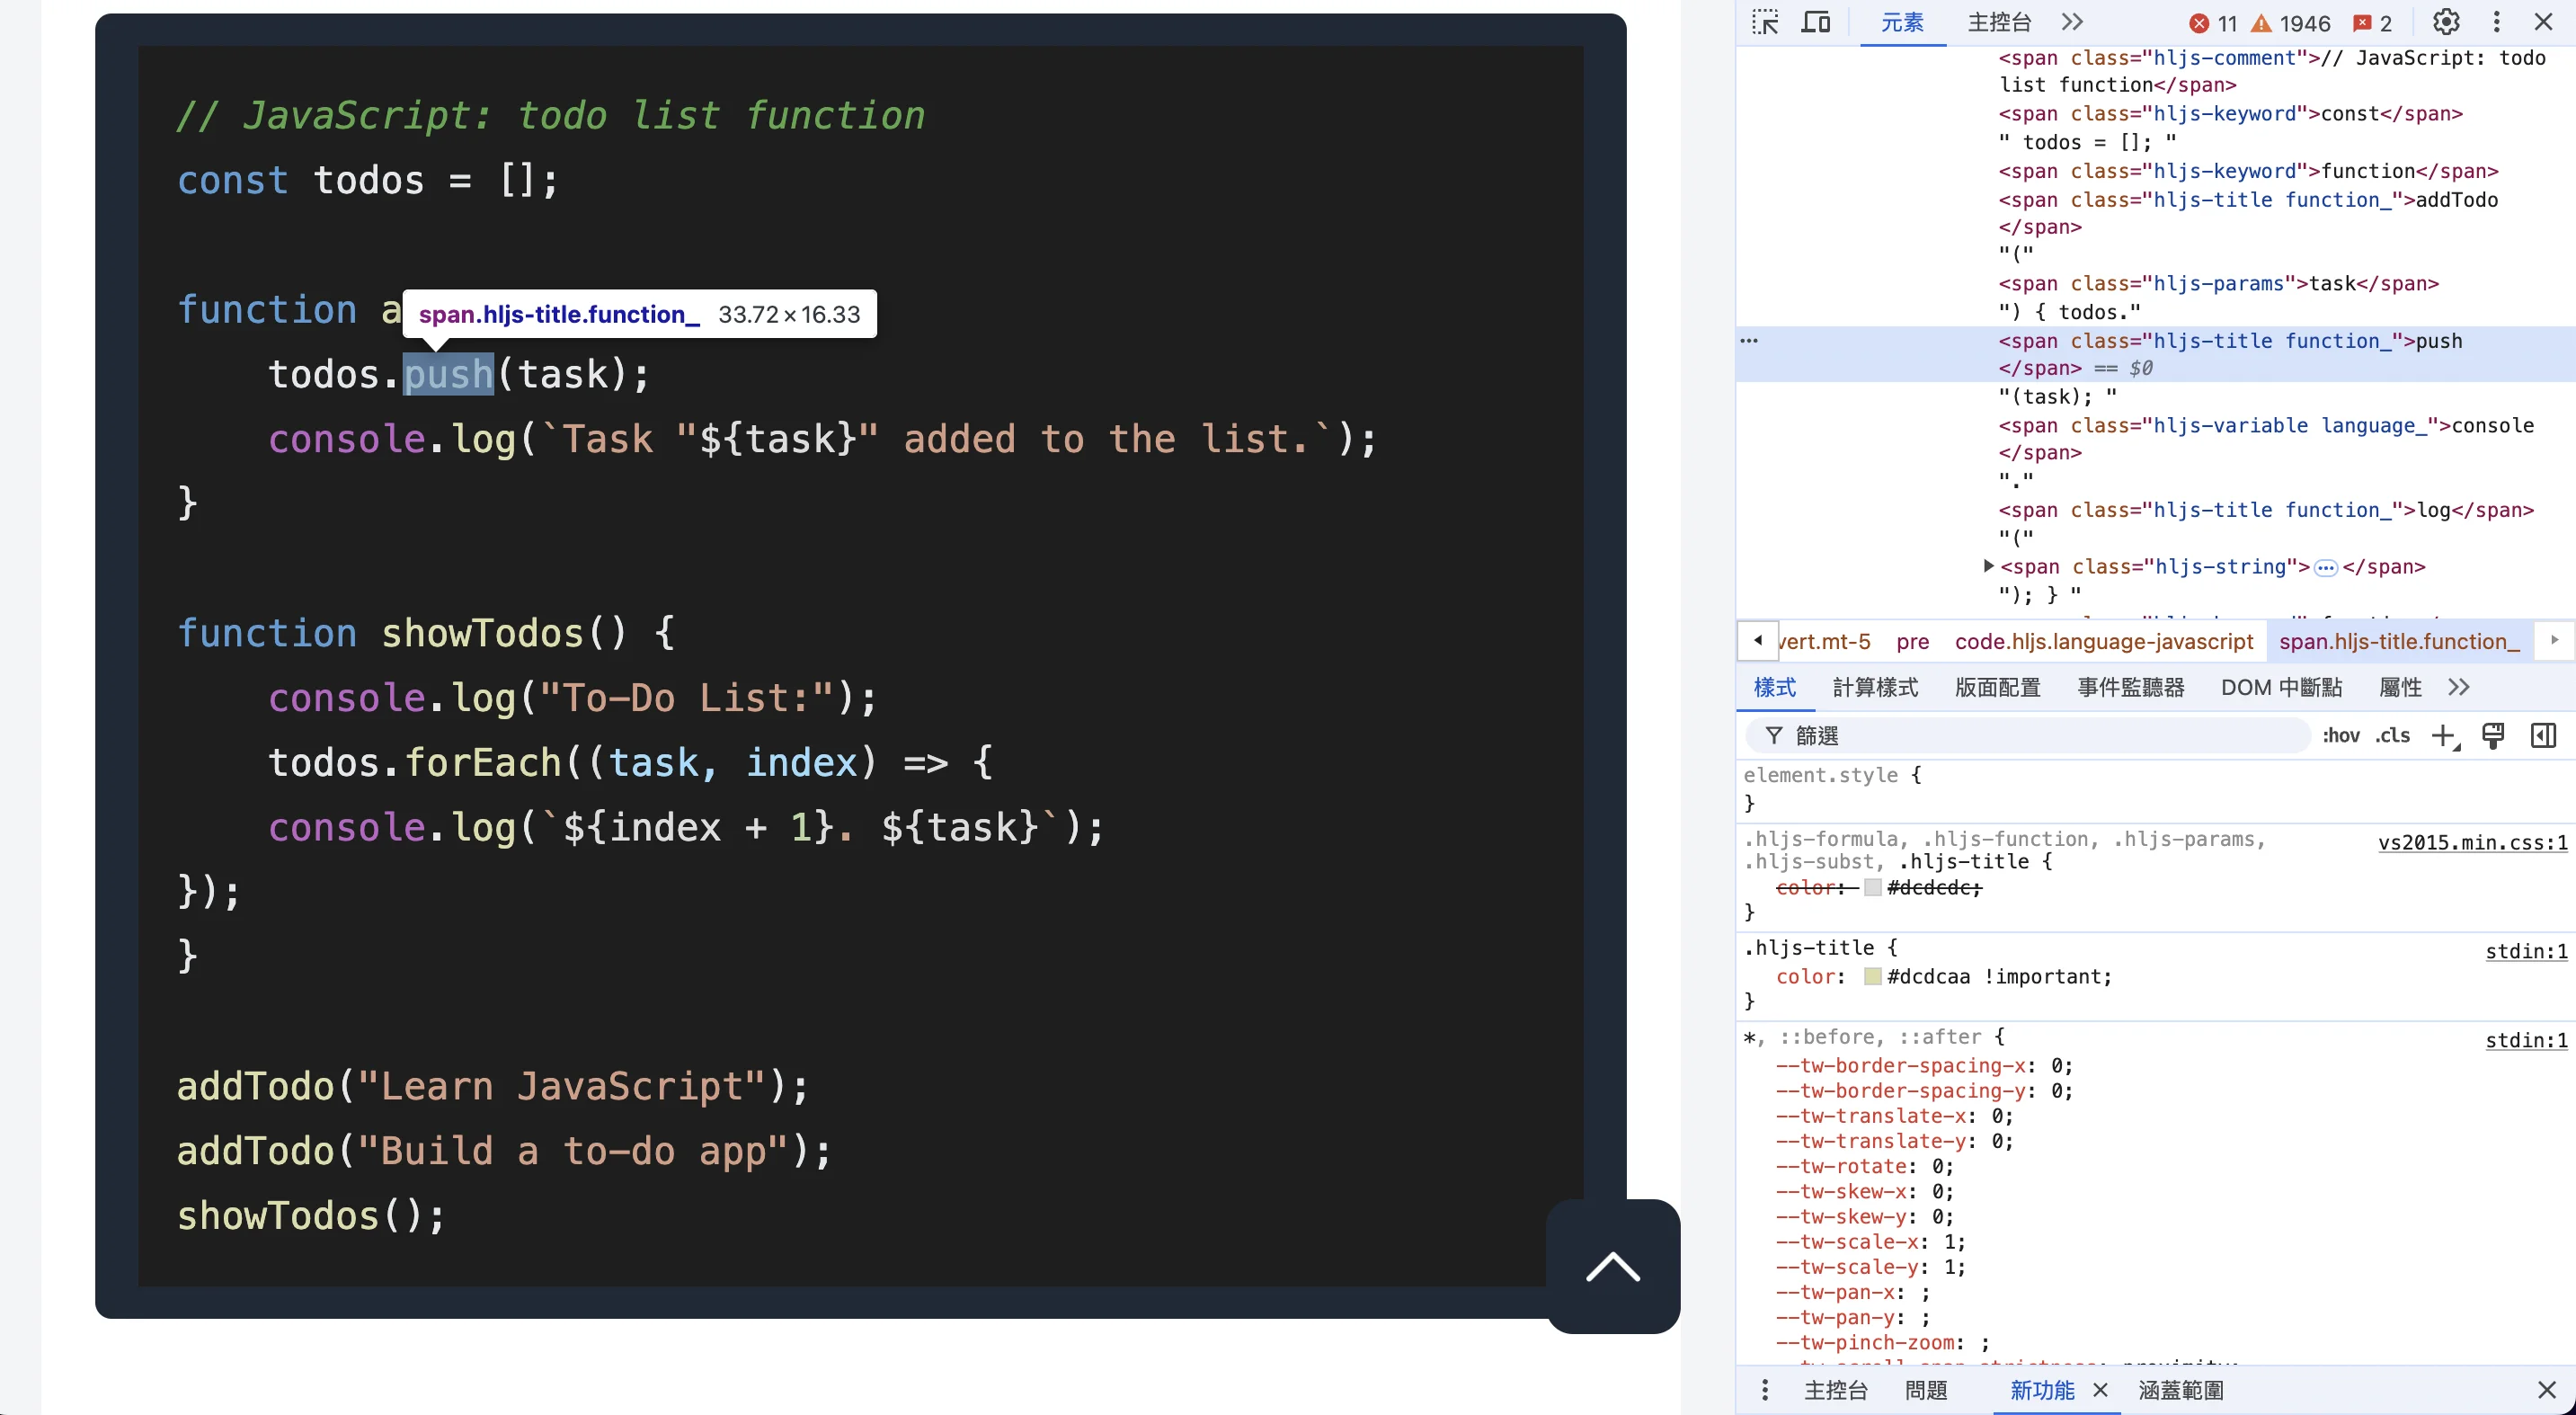 // JavaScript: todo list function
const todos = [];
function a
span.hljs-title.function_ 33.72×16.33
todos.push(task);
console.log(`Task "${task}" added to the list.`);
}
function showTodos() {
console.log("To-Do List:");
todos.forEach((task, index) => {
console.log(`${index + 1}. ${task}`);
});
}
addTodo("Learn JavaScript");
addTodo("Build a to-do app");
showTodos();
元素 主控台 11 1946 2
<span class="hljs-comment">// JavaScript: todo
list function</span>
<span class="hljs-keyword">const</span>
" todos = []; "
<span class="hljs-keyword">function</span>
<span class="hljs-title function_">addTodo
</span>
"("
<span class="hljs-params">task</span>
") { todos."
<span class="hljs-title function_">push
</span> == $0
"(task); "
<span class="hljs-variable language_">console
</span>
"."
<span class="hljs-title function_">log</span>
"("
<span class="hljs-string">…</span>
"); } "
vert.mt-5 pre code.hljs.language-javascript span.hljs-title.function_
樣式 計算樣式 版面配置 事件監聽器 DOM 中斷點 屬性
篩選 :hov .cls
element.style {
}
.hljs-formula, .hljs-function, .hljs-params, vs2015.min.css:1
.hljs-subst, .hljs-title {
color: #dcdcdc;
}
.hljs-title { stdin:1
color: #dcdcaa !important;
}
*, ::before, ::after { stdin:1
--tw-border-spacing-x: 0;
--tw-border-spacing-y: 0;
--tw-translate-x: 0;
--tw-translate-y: 0;
--tw-rotate: 0;
--tw-skew-x: 0;
--tw-skew-y: 0;
--tw-scale-x: 1;
--tw-scale-y: 1;
--tw-pan-x: ;
--tw-pan-y: ;
--tw-pinch-zoom: ;
主控台 問題 新功能 涵蓋範圍